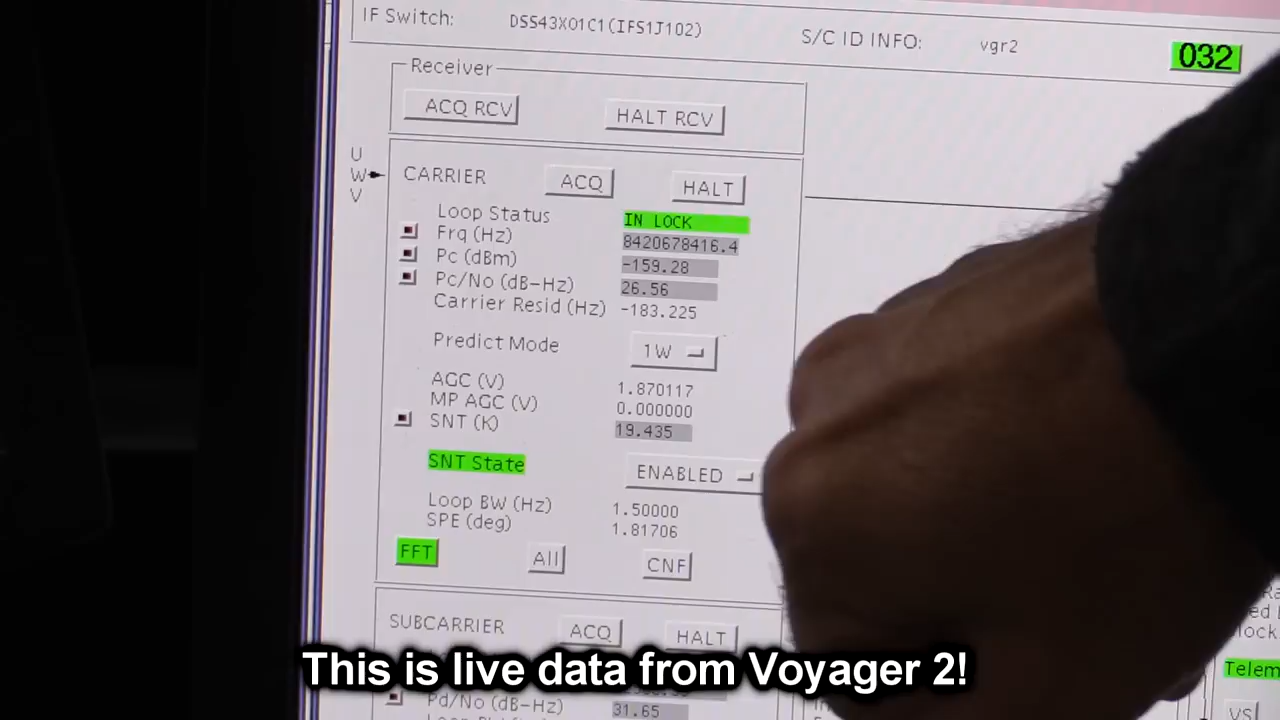 IF Switch: DSS43X01C1(IFS1J102) S/C ID INFO: vgr2 032
Receiver
ACQ RCV HALT RCV
U
W
V
CARRIER ACQ HALT
Loop Status IN LOCK
Frq (Hz) 8420678416.4
Pc (dBm) -159.28
Pc/No (dB-Hz) 26.56
Carrier Resid (Hz) -183.225
Predict Mode 1W
AGC (V) 1.870117
MP AGC (V) 0.000000
SNT (K) 19.435
SNT State ENABLED
Loop BW (Hz) 1.50000
SPE (deg) 1.81706
FFT All CNF
SUBCARRIER ACQ HALT
This is live data from Voyager 2!
Pd/No (dB-Hz) 31.65